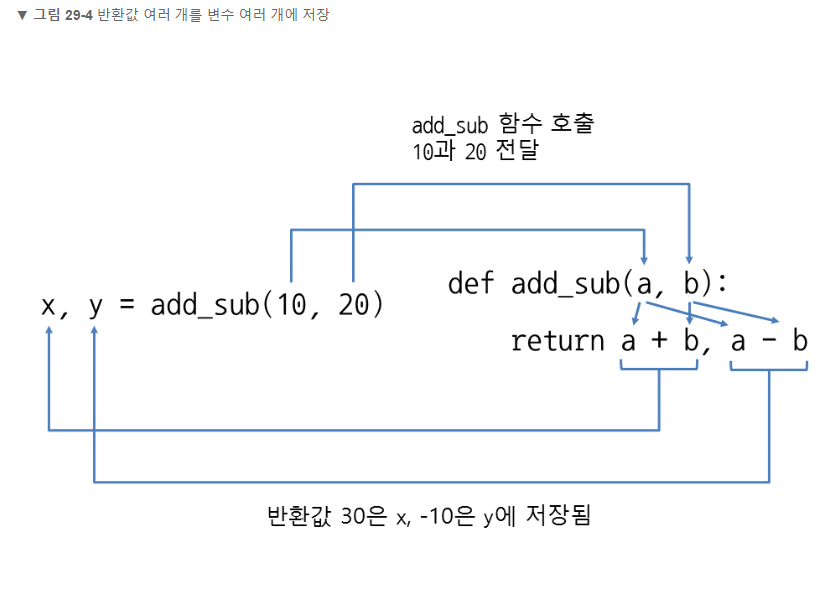 ▼ 그림 29-4 반환값 여러 개를 변수 여러 개에 저장
add_sub 함수 호출
10과 20 전달
x, y = add_sub(10, 20)
def add_sub(a, b):
return a + b, a - b
반환값 30은 x, -10은 y에 저장됨